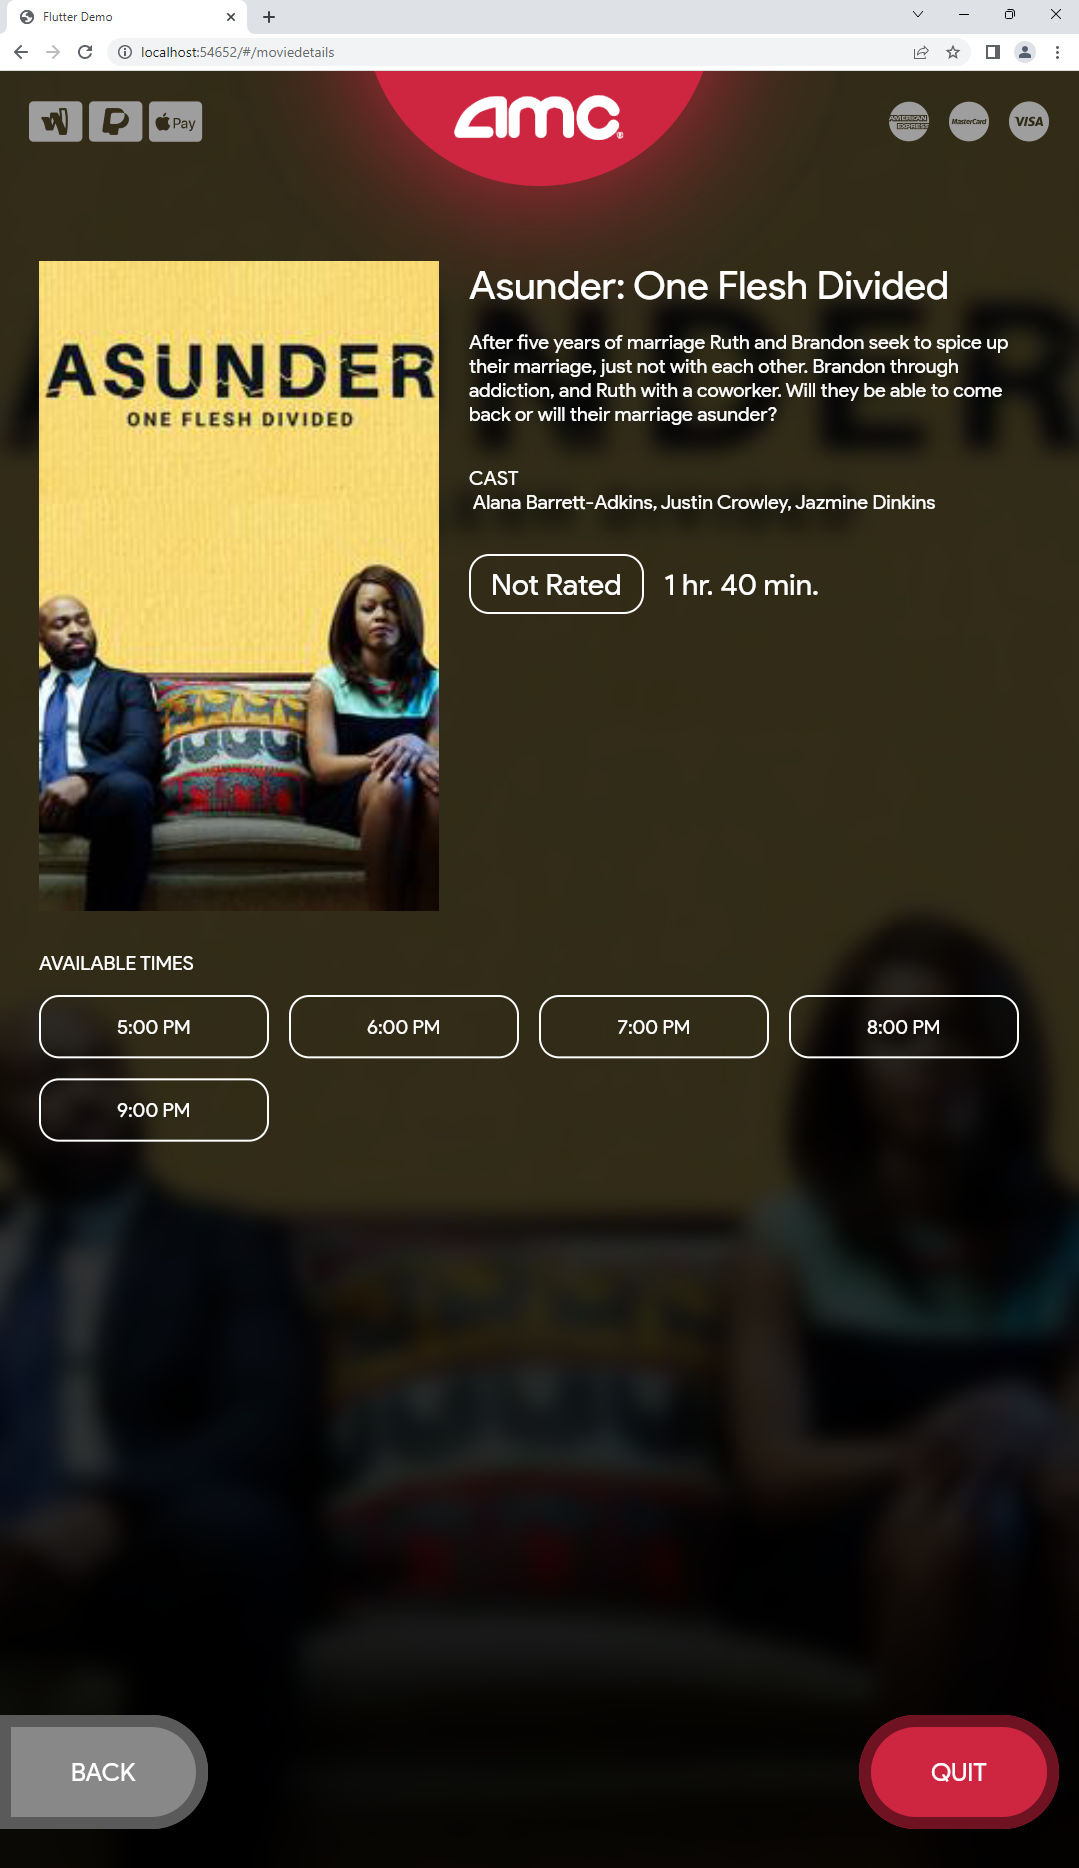 Flutter Demo
localhost:54652/#/moviedetails
Pay
amc
AMERICAN
EXPRESS
MasterCard
VISA
ASUNDER
ONE FLESH DIVIDED
Asunder: One Flesh Divided
After five years of marriage Ruth and Brandon seek to spice up
their marriage, just not with each other. Brandon through
addiction, and Ruth with a coworker. Will they be able to come
back or will their marriage asunder?
CAST
Alana Barrett-Adkins, Justin Crowley, Jazmine Dinkins
Not Rated
1 hr. 40 min.
AVAILABLE TIMES
5:00 PM
6:00 PM
7:00 PM
8:00 PM
9:00 PM
BACK
QUIT